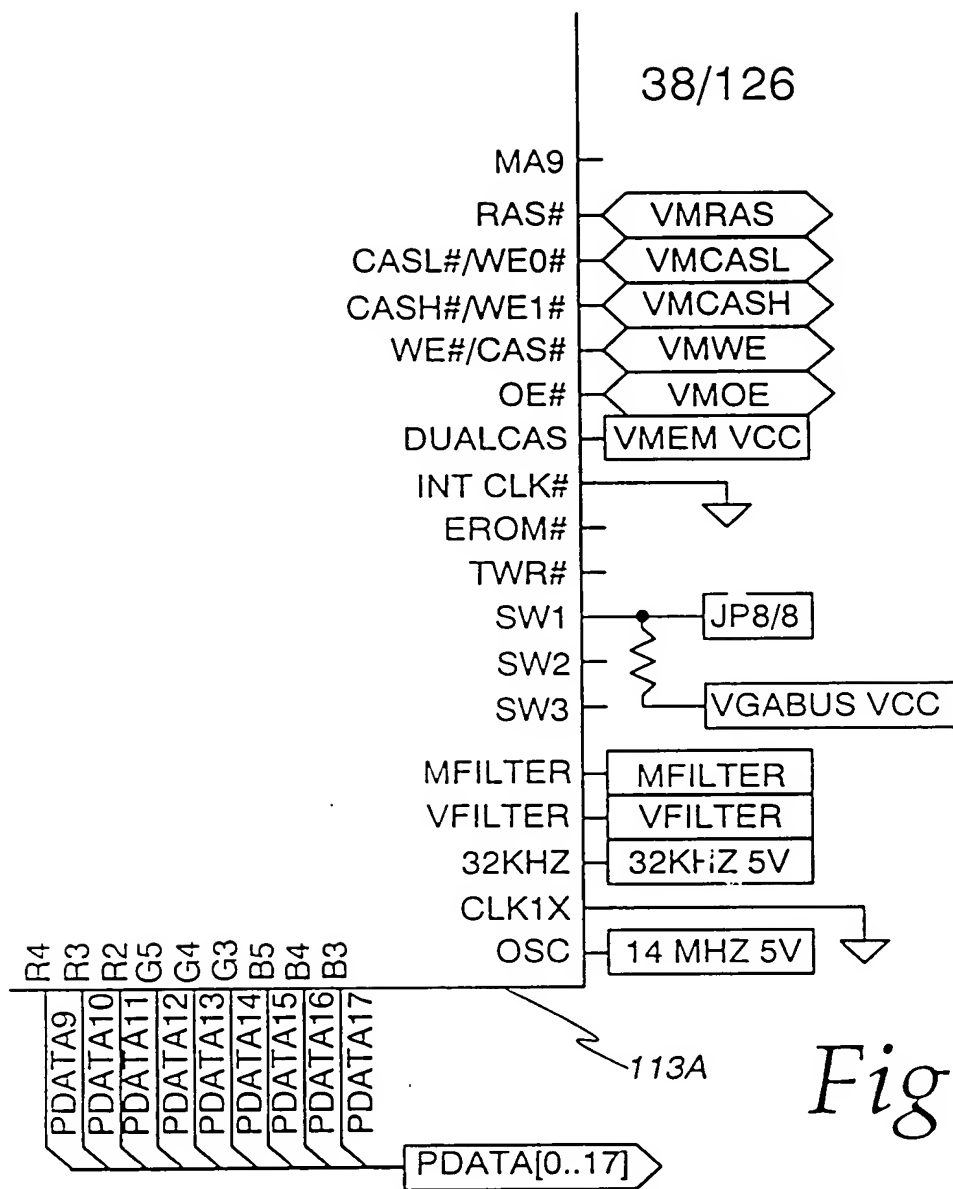 38/126
MA9
RAS# VMRAS
CASL#/WE0# VMCASL
CASH#/WE1# VMCASH
WE#/CAS# VMWE
OE# VMOE
DUALCAS VMEM VCC
INT CLK#
EROM#
TWR#
SW1 JP8/8
SW2
SW3 VGABUS VCC
MFILTER MFILTER
VFILTER VFILTER
32KHZ 32KHZ 5V
CLK1X
OSC 14 MHZ 5V
R4 R3 R2 G5 G4 G3 B5 B4 B3
PDATA9 PDATA10 PDATA11 PDATA12 PDATA13 PDATA14 PDATA15 PDATA16 PDATA17
113A
Fig
PDATA[0..17]